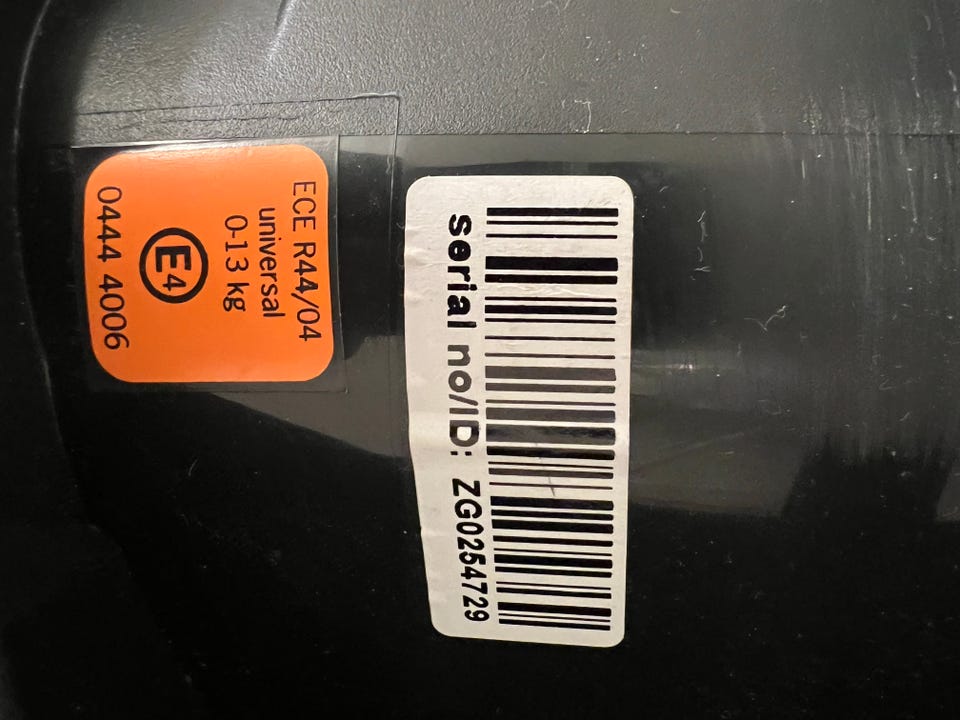 ECE R44/04
universal
0-13 kg
E4
0444 4006
serial no/ID: ZG0254729